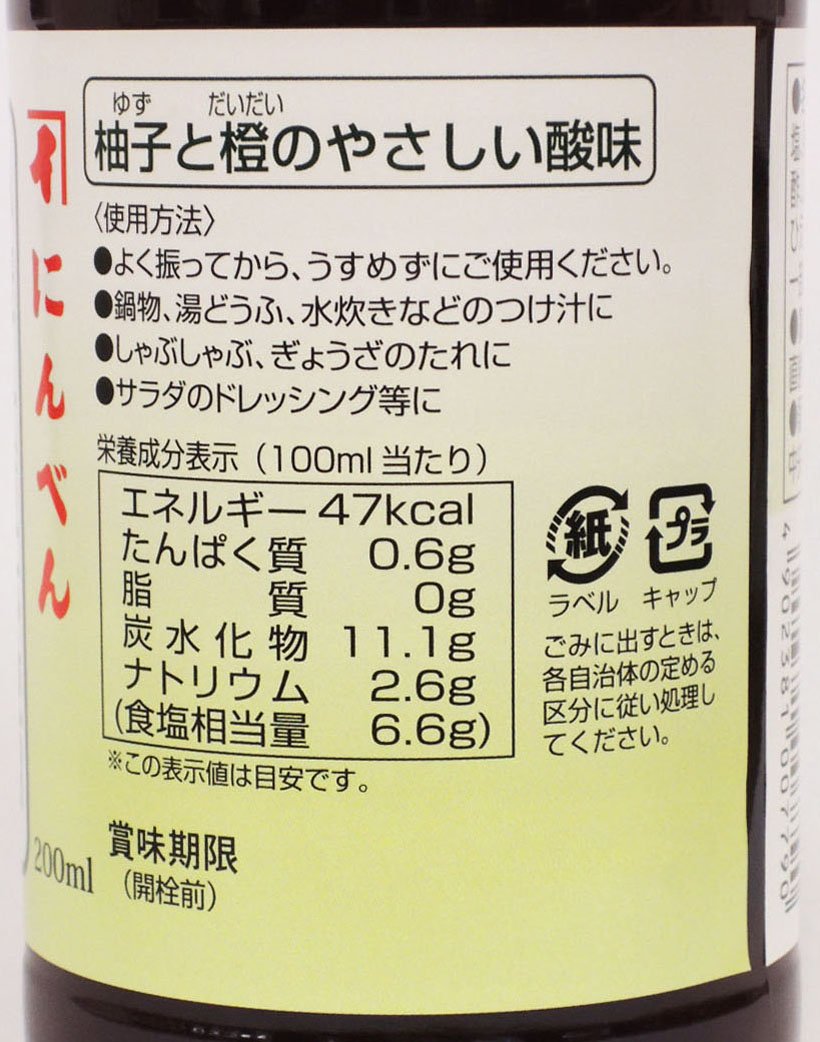 ゆず だいだい
柚子と橙のやさしい酸味
にんべん
〈使用方法〉
●よく振ってから、うすめずにご使用ください。
●鍋物、湯どうふ、水炊きなどのつけ汁に
●しゃぶしゃぶ、ぎょうざのたれに
●サラダのドレッシング等に
栄養成分表示（100ml当たり）
エネルギー 47kcal
たんぱく質 0.6g
脂質 0g
炭水化物 11.1g
ナトリウム 2.6g
(食塩相当量 6.6g)
※この表示値は目安です。
紙
ラベル
プラ
キャップ
ごみに出すときは、
各自治体の定める
区分に従い処理し
てください。
賞味期限
（開栓前）
200ml
4 902381 007790